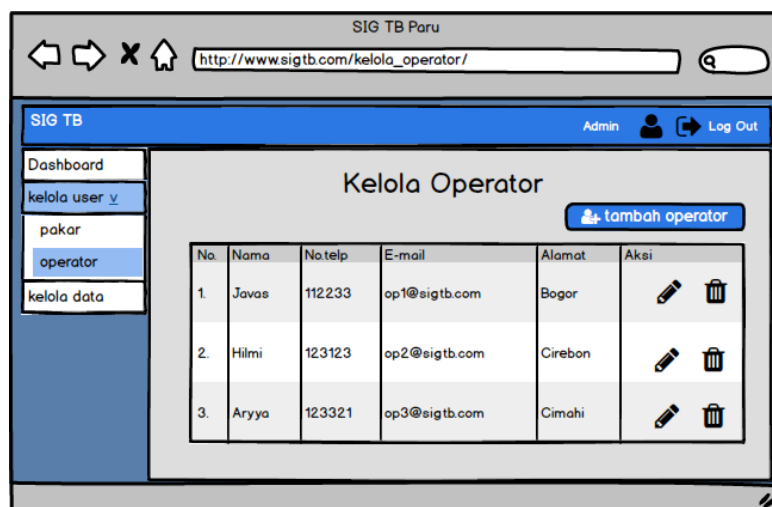 SIG TB Paru
http://www.sigtb.com/kelola_operator/
SIG TB
Admin
Log Out
Dashboard
kelola user v
pakar
operator
kelola data
Kelola Operator
tambah operator
No. Nama No.telp E-mail Alamat Aksi
1. Javas 112233 op1@sigtb.com Bogor
2. Hilmi 123123 op2@sigtb.com Cirebon
3. Aryya 123321 op3@sigtb.com Cimahi